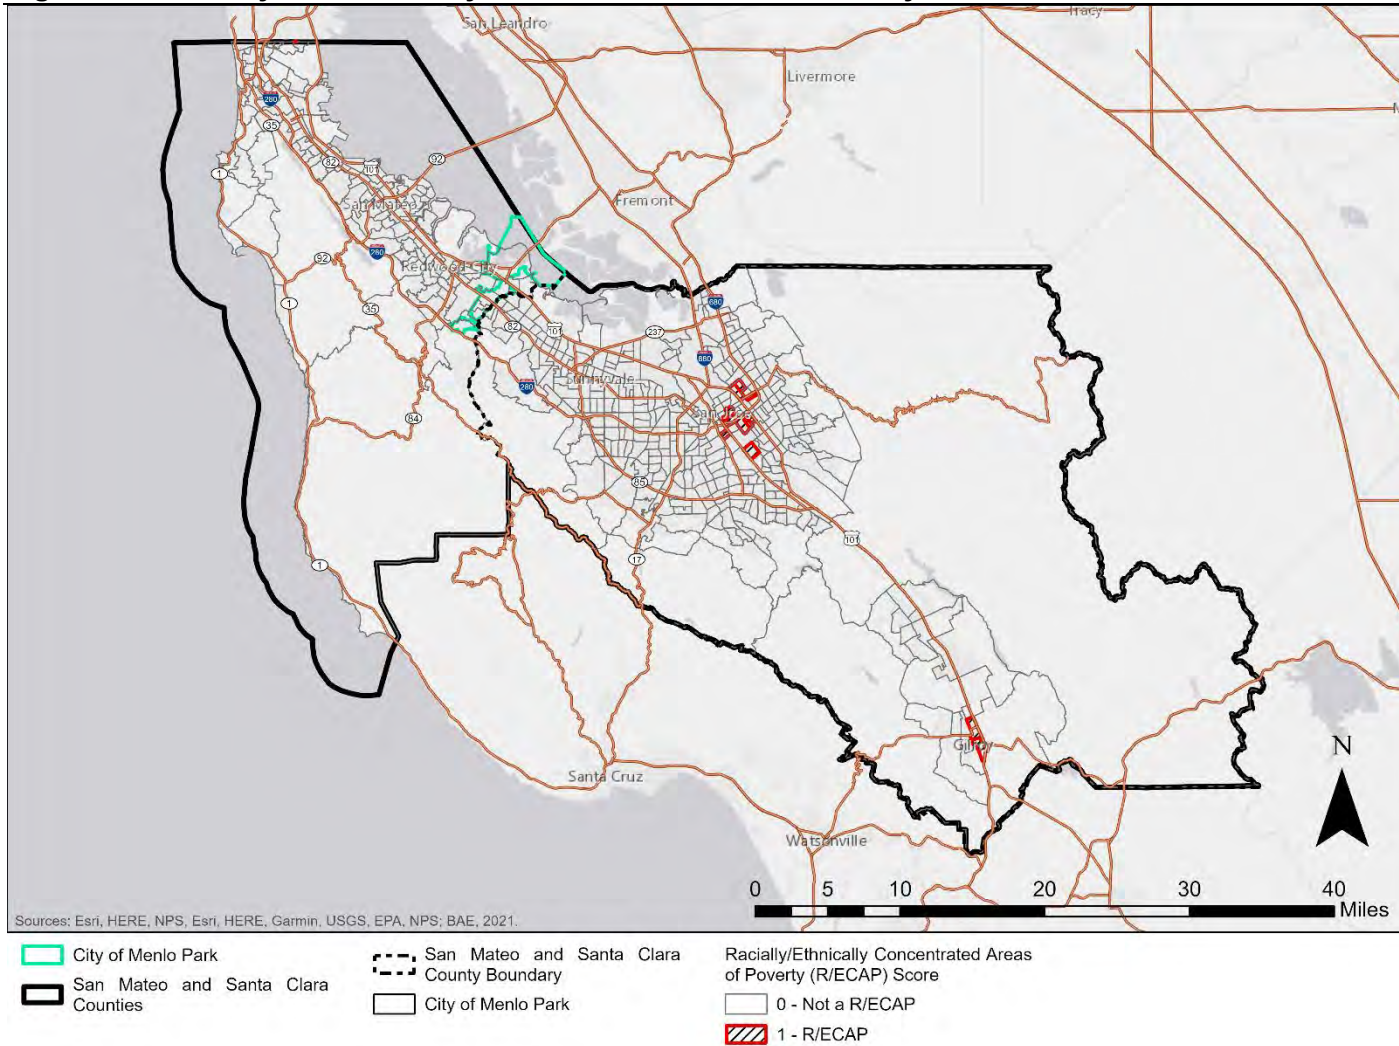 San Leandro
Tracy
Livermore
280
35
82
101
92
1
Fremont
San Mateo
92
280
Redwood City
1
35
680
82
101
237
880
Sunnyvale
280
San Jose
84
85
101
17
1
Gilroy
Santa Cruz
Watsonville
N
0 5 10 20 30 40
Miles
Sources: Esri, HERE, NPS, Esri, HERE, Garmin, USGS, EPA, NPS; BAE, 2021.
City of Menlo Park
San Mateo and Santa Clara
Counties
San Mateo and Santa Clara
County Boundary
City of Menlo Park
Racially/Ethnically Concentrated Areas
of Poverty (R/ECAP) Score
0 - Not a R/ECAP
1 - R/ECAP